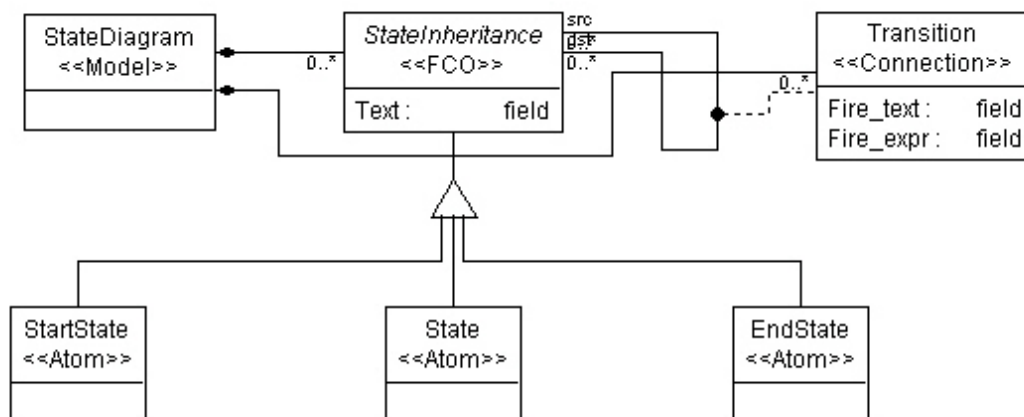 StateDiagram
<<Model>>
StateInheritance
<<FCO>>
Text : field
0..*
src
dst
0..*
0..*
Transition
<<Connection>>
Fire_text : field
Fire_expr : field
StartState
<<Atom>>
State
<<Atom>>
EndState
<<Atom>>